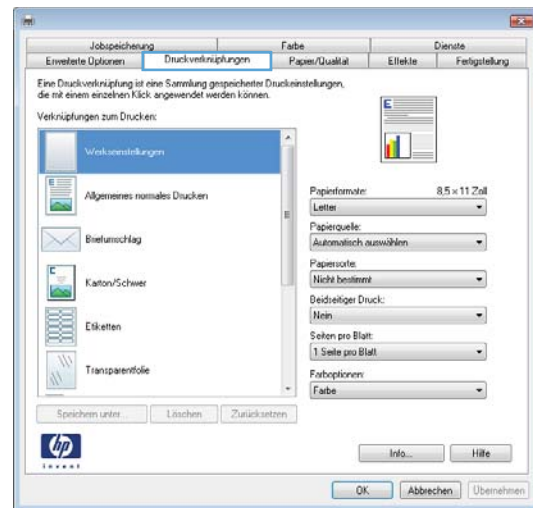 Jobspeicherung
Farbe
Dienste
Erweiterte Optionen
Druckverknüpfungen
Papier/Qualität
Effekte
Fertigstellung
Eine Druckverknüpfung ist eine Sammlung gespeicherter Druckeinstellungen,
die mit einem einzelnen Klick angewendet werden können.
Verknüpfungen zum Drucken:
Werkseinstellungen
Allgemeines normales Drucken
Briefumschlag
Karton/Schwer
Etiketten
Transparentfolie
Papierformate:
8,5 × 11 Zoll
Letter
Papierquelle:
Automatisch auswählen
Papiersorte:
Nicht bestimmt
Beidseitiger Druck:
Nein
Seiten pro Blatt:
1 Seite pro Blatt
Farboptionen:
Farbe
Speichern unter...
Löschen
Zurücksetzen
hp
invent
Info...
Hilfe
OK
Abbrechen
Übernehmen